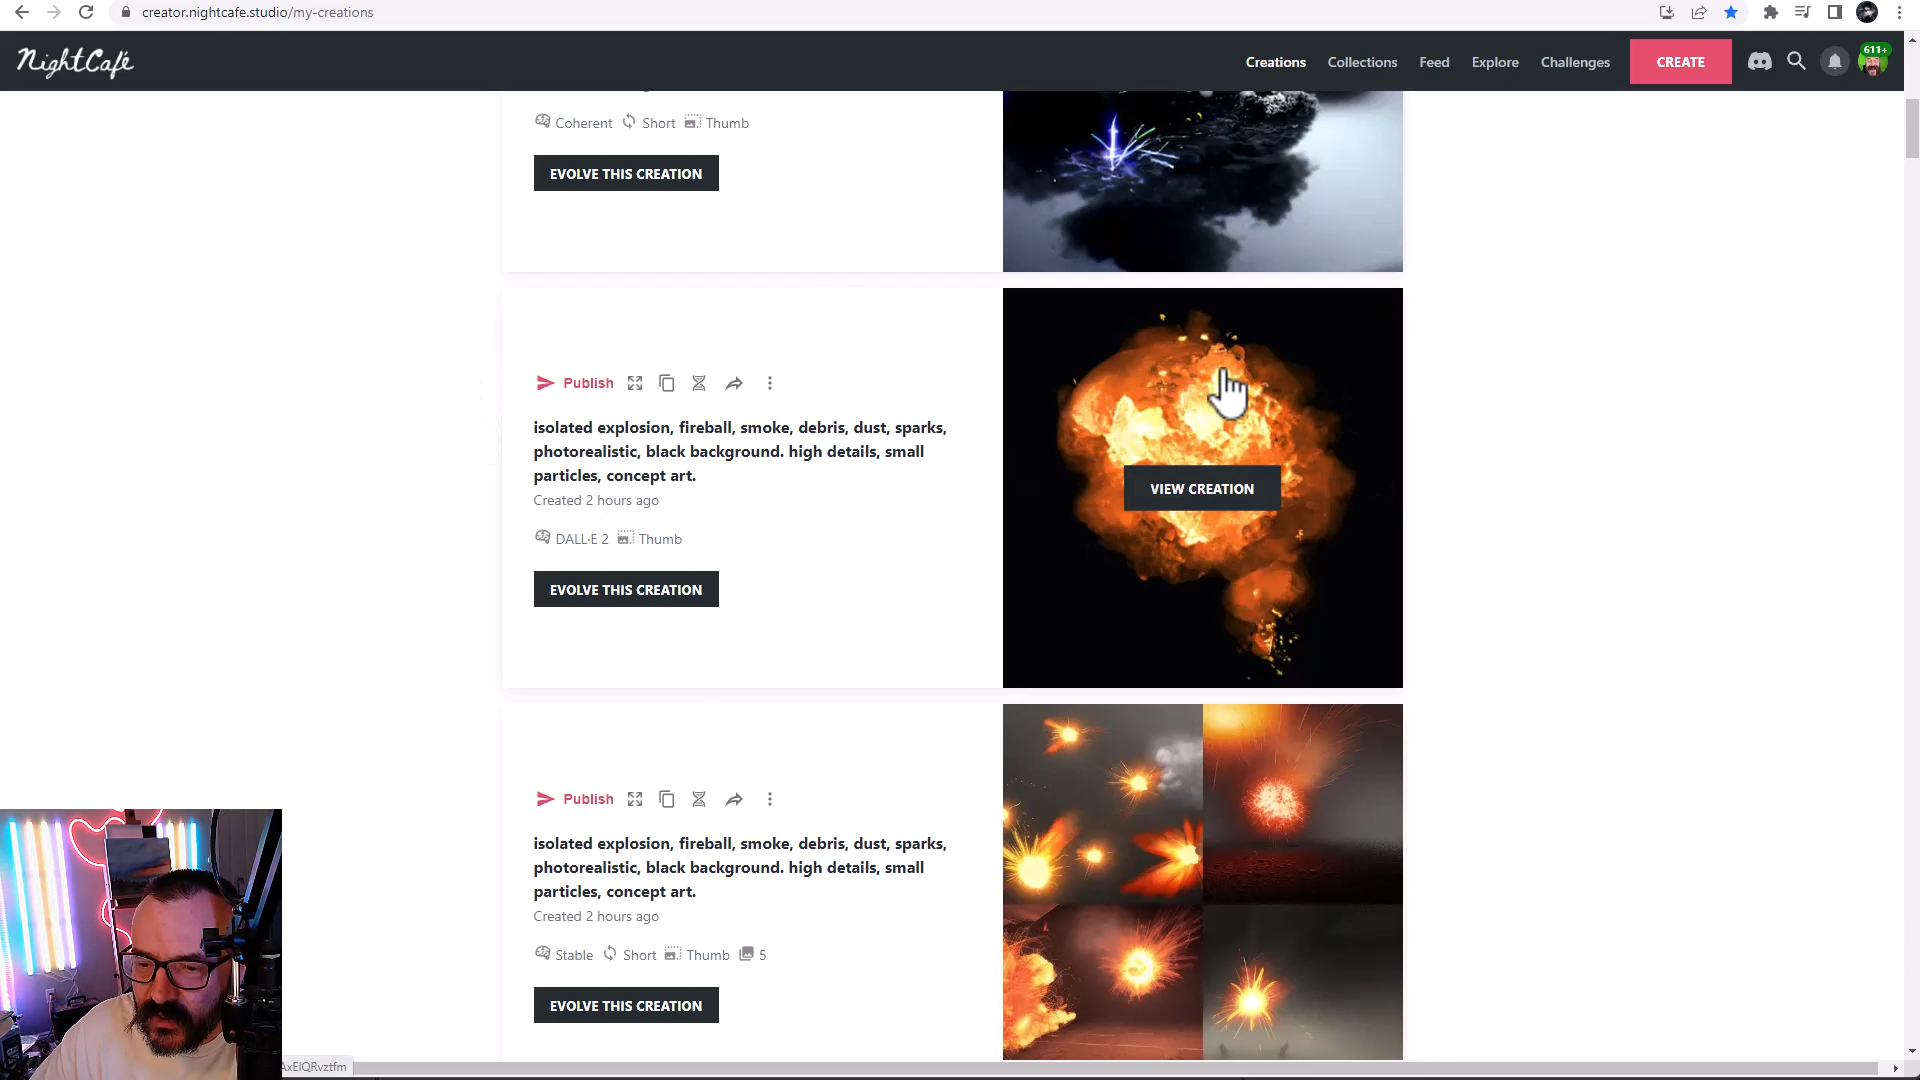 creator.nightcafe.studio/my-creations
NightCafe
Creations
Collections
Feed
Explore
Challenges
CREATE
611+
Coherent
Short
Thumb
EVOLVE THIS CREATION
Publish
isolated explosion, fireball, smoke, debris, dust, sparks,
photorealistic, black background. high details, small
particles, concept art.
Created 2 hours ago
DALL·E 2
Thumb
EVOLVE THIS CREATION
VIEW CREATION
Publish
isolated explosion, fireball, smoke, debris, dust, sparks,
photorealistic, black background. high details, small
particles, concept art.
Created 2 hours ago
Stable
Short
Thumb
5
EVOLVE THIS CREATION